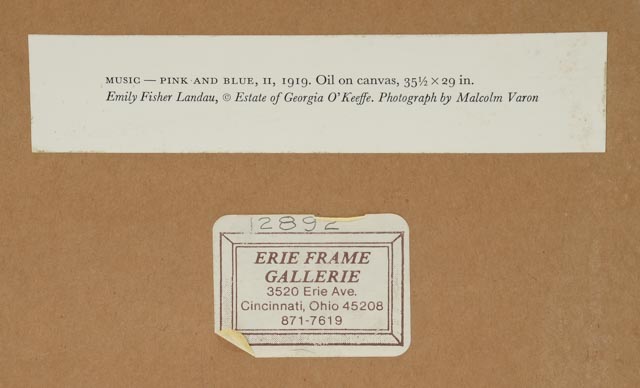 MUSIC — PINK AND BLUE, II, 1919. Oil on canvas, 35½ × 29 in.
Emily Fisher Landau, © Estate of Georgia O'Keeffe. Photograph by Malcolm Varon
12892
ERIE FRAME
GALLERIE
3520 Erie Ave.
Cincinnati, Ohio 45208
871-7619